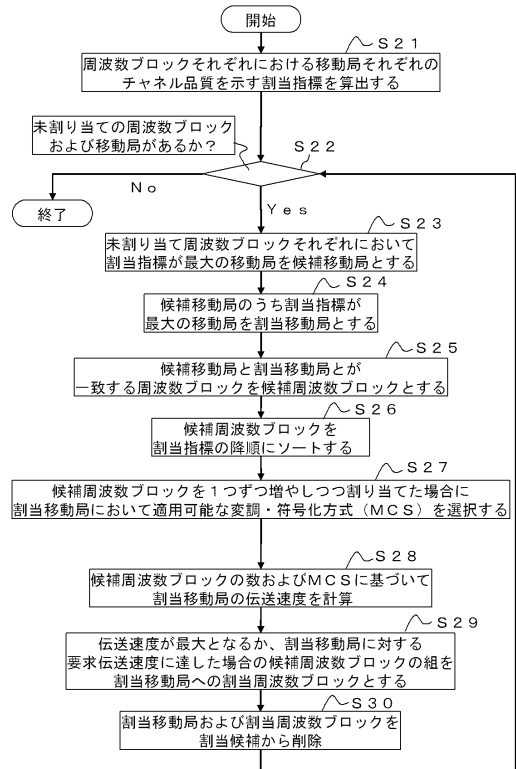 開始
S21
周波数ブロックそれぞれにおける移動局それぞれの
チャネル品質を示す割当指標を算出する
未割り当ての周波数ブロック
および移動局があるか？
S22
No
終了
Yes
S23
未割り当て周波数ブロックそれぞれにおいて
割当指標が最大の移動局を候補移動局とする
S24
候補移動局のうち割当指標が
最大の移動局を割当移動局とする
S25
候補移動局と割当移動局とが
一致する周波数ブロックを候補周波数ブロックとする
S26
候補周波数ブロックを
割当指標の降順にソートする
S27
候補周波数ブロックを１つずつ増やしつつ割り当てた場合に
割当移動局において適用可能な変調・符号化方式（MCS）を選択する
S28
候補周波数ブロックの数およびMCSに基づいて
割当移動局の伝送速度を計算
S29
伝送速度が最大となるか、割当移動局に対する
要求伝送速度に達した場合の候補周波数ブロックの組を
割当移動局への割当周波数ブロックとする
S30
割当移動局および割当周波数ブロックを
割当候補から削除